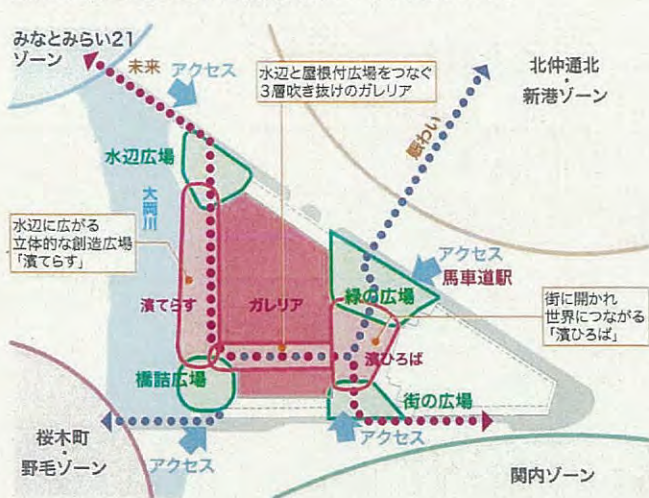 みなとみらい21
ゾーン
未来
アクセス
水辺と屋根付広場をつなぐ
3層吹き抜けのガレリア
北仲通北
・
新港ゾーン
賑わい
水辺広場
大岡川
水辺に広がる
立体的な創造広場
「濱てらす」
アクセス
馬車道駅
緑の広場
濱てらす
ガレリア
街に開かれ
世界につながる
「濱ひろば」
濱ひろば
橋詰広場
街の広場
アクセス
アクセス
桜木町
・
野毛ゾーン
関内ゾーン